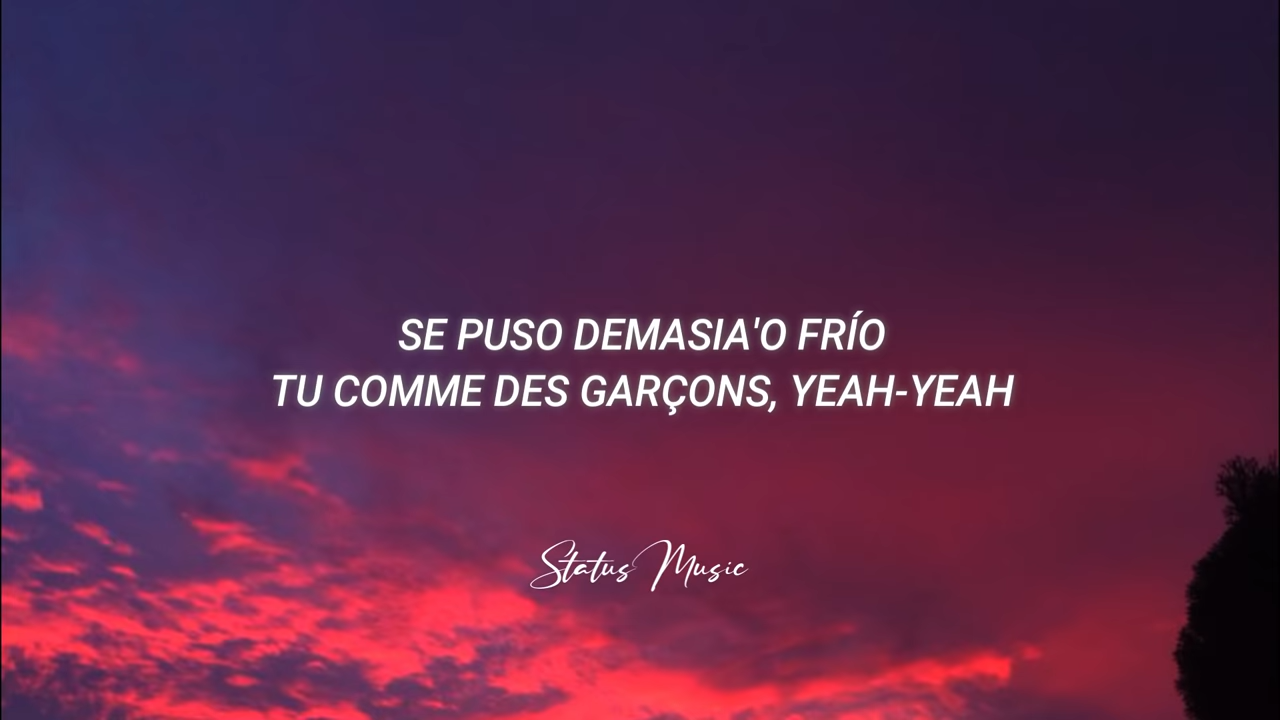 SE PUSO DEMASIA'O FRÍO
TU COMME DES GARÇONS, YEAH-YEAH
Status Music